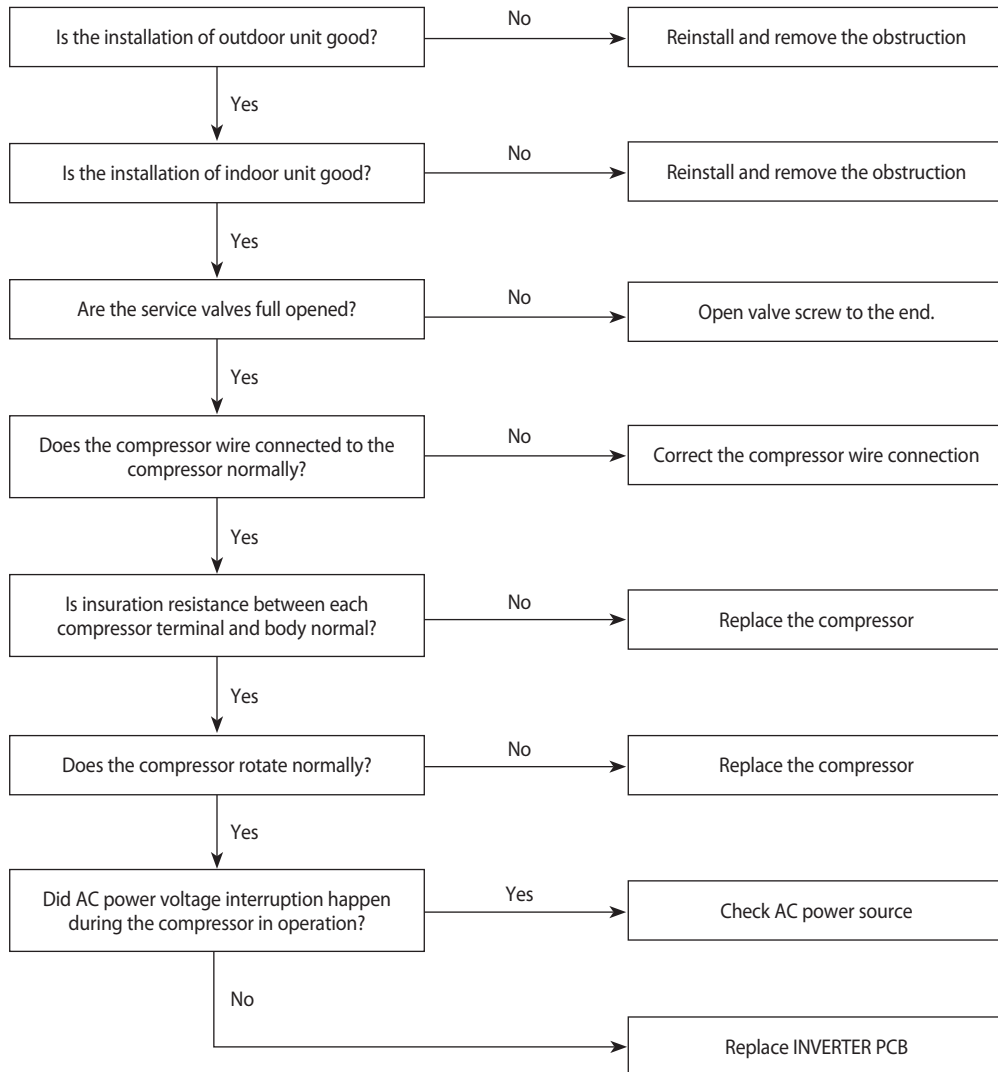 Is the installation of outdoor unit good?
No
Reinstall and remove the obstruction
Yes
Is the installation of indoor unit good?
No
Reinstall and remove the obstruction
Yes
Are the service valves full opened?
No
Open valve screw to the end.
Yes
Does the compressor wire connected to the
compressor normally?
No
Correct the compressor wire connection
Yes
Is insuration resistance between each
compressor terminal and body normal?
No
Replace the compressor
Yes
Does the compressor rotate normally?
No
Replace the compressor
Yes
Did AC power voltage interruption happen
during the compressor in operation?
Yes
Check AC power source
No
Replace INVERTER PCB